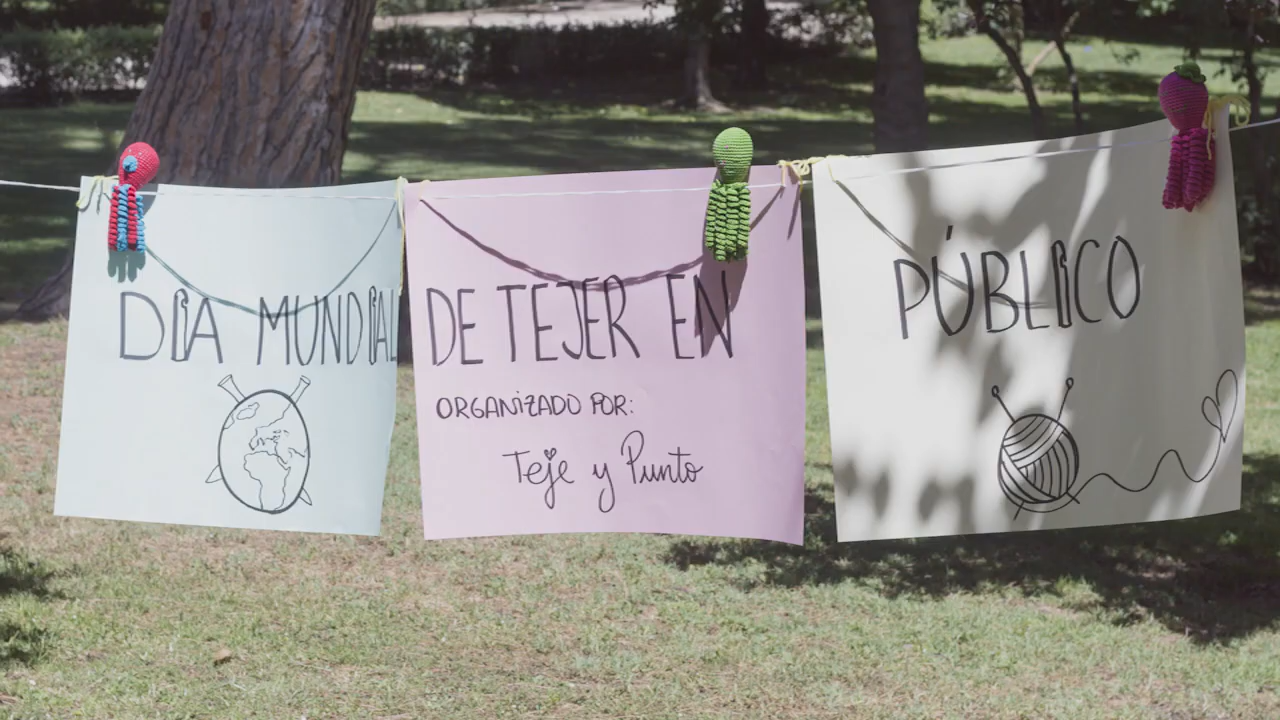 DÍA MUNDIAL
DE TEJER EN
ORGANIZADO POR:
Teje y Punto
PÚBLICO